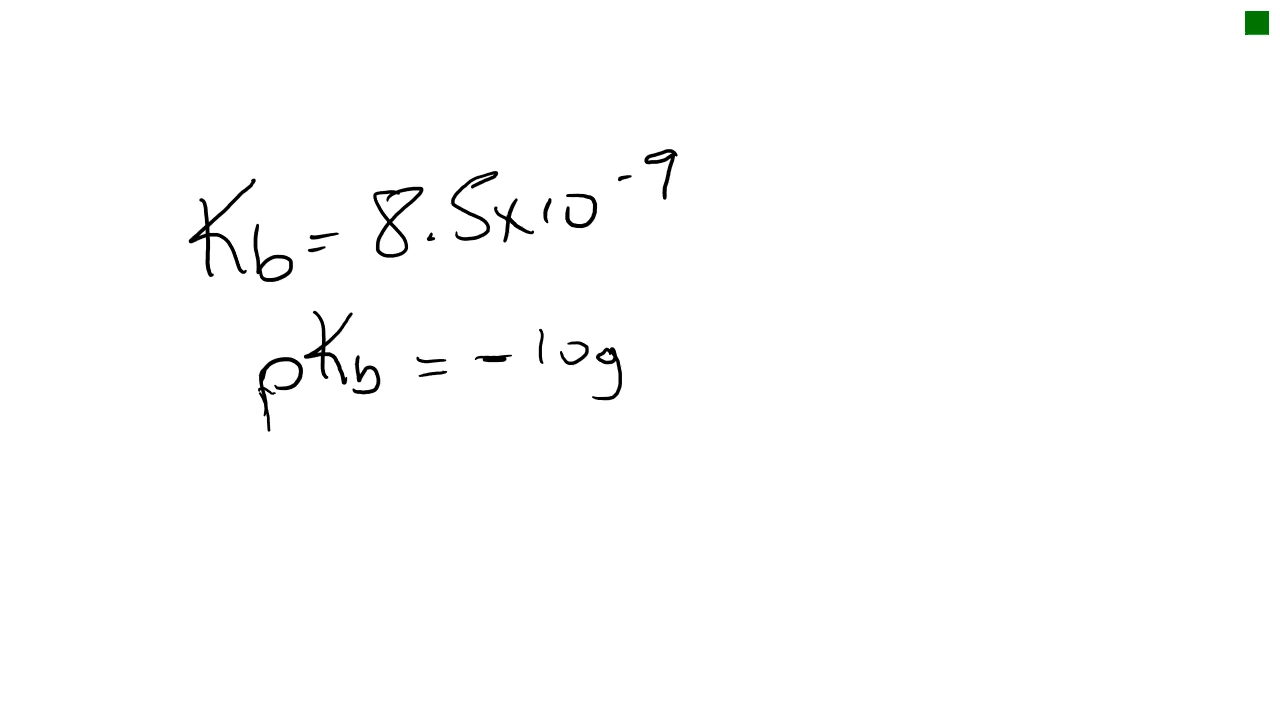 Kb = 8.5x10⁻⁹
pKb = -log